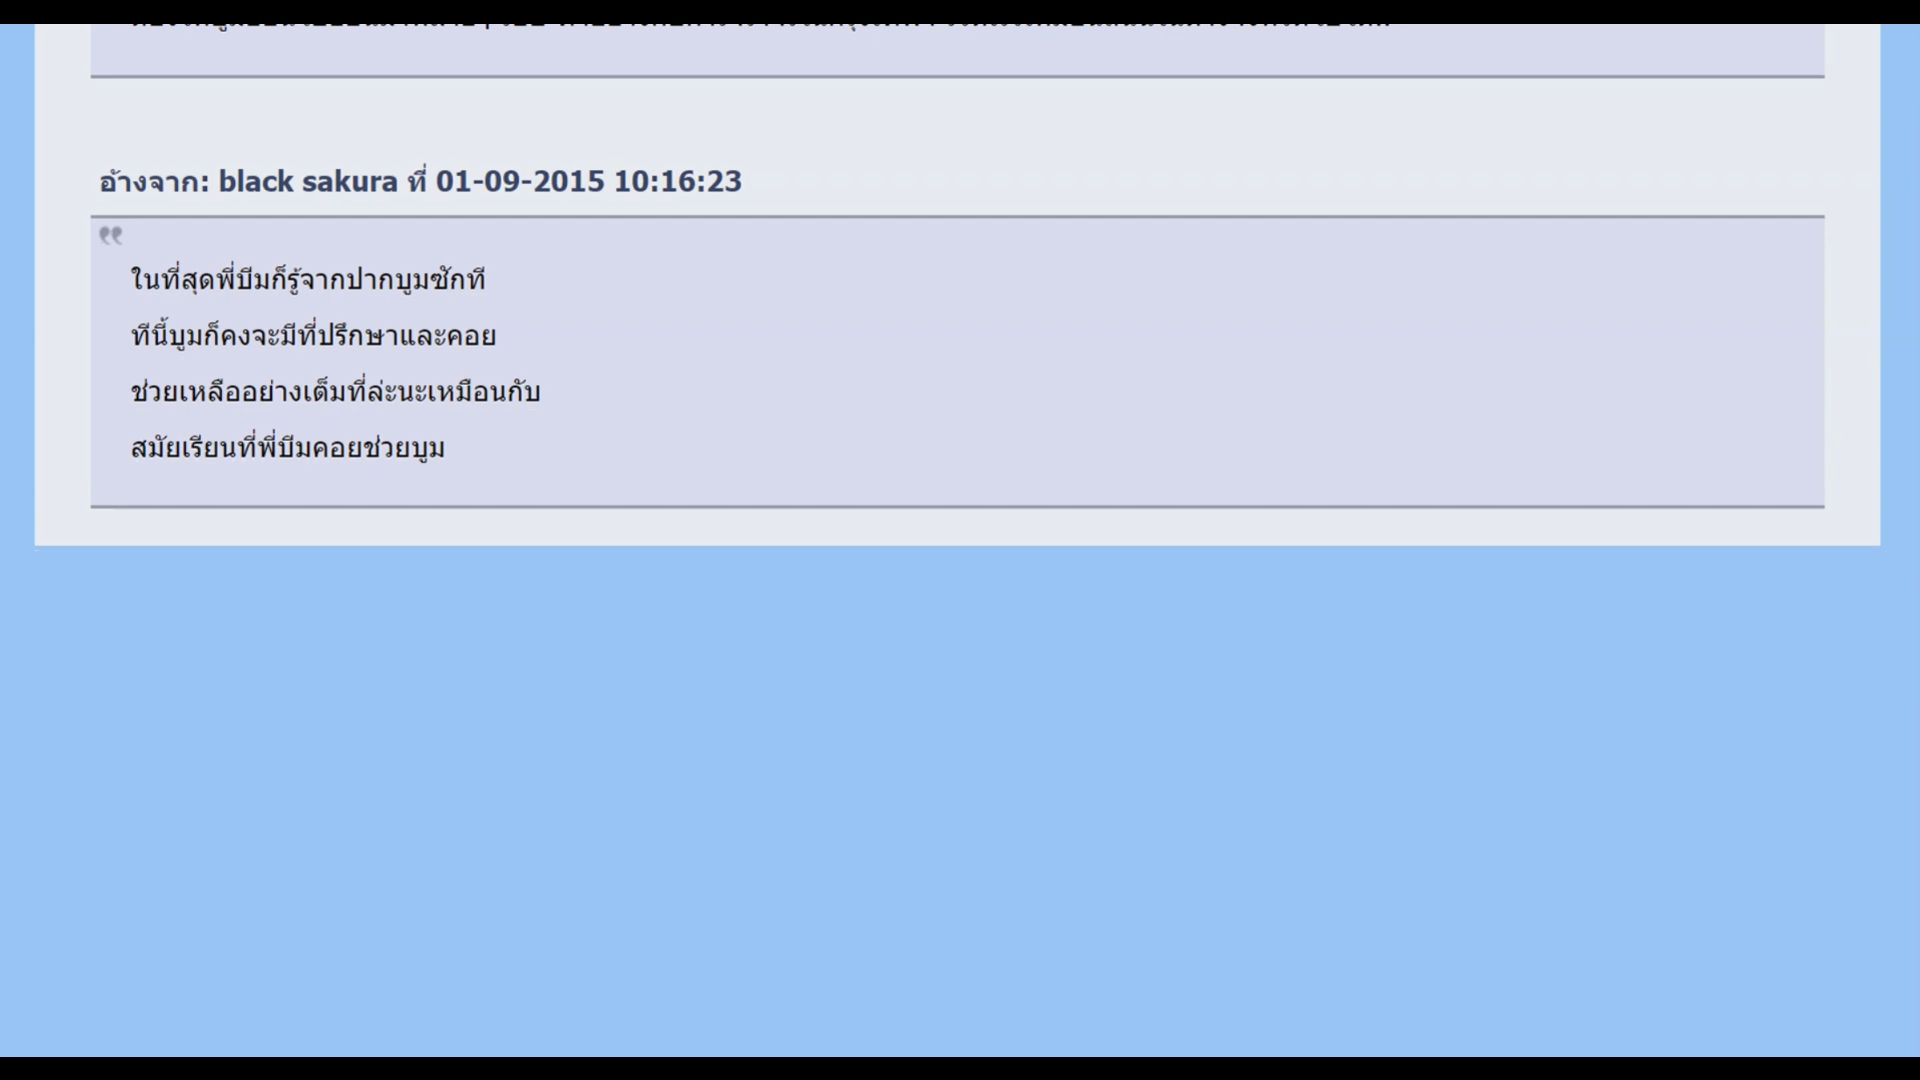 อ้างจาก: black sakura ที่ 01-09-2015 10:16:23
ในที่สุดพี่บีมก็รู้จากปากบูมซ๊กที
ทีนี้บูมก็คงจะมีที่ปรึกษาและคอย
ช่วยเหลืออย่างเต็มที่ล่ะนะเหมือนกับ
สมัยเรียนที่พี่บีมคอยช่วยบูม